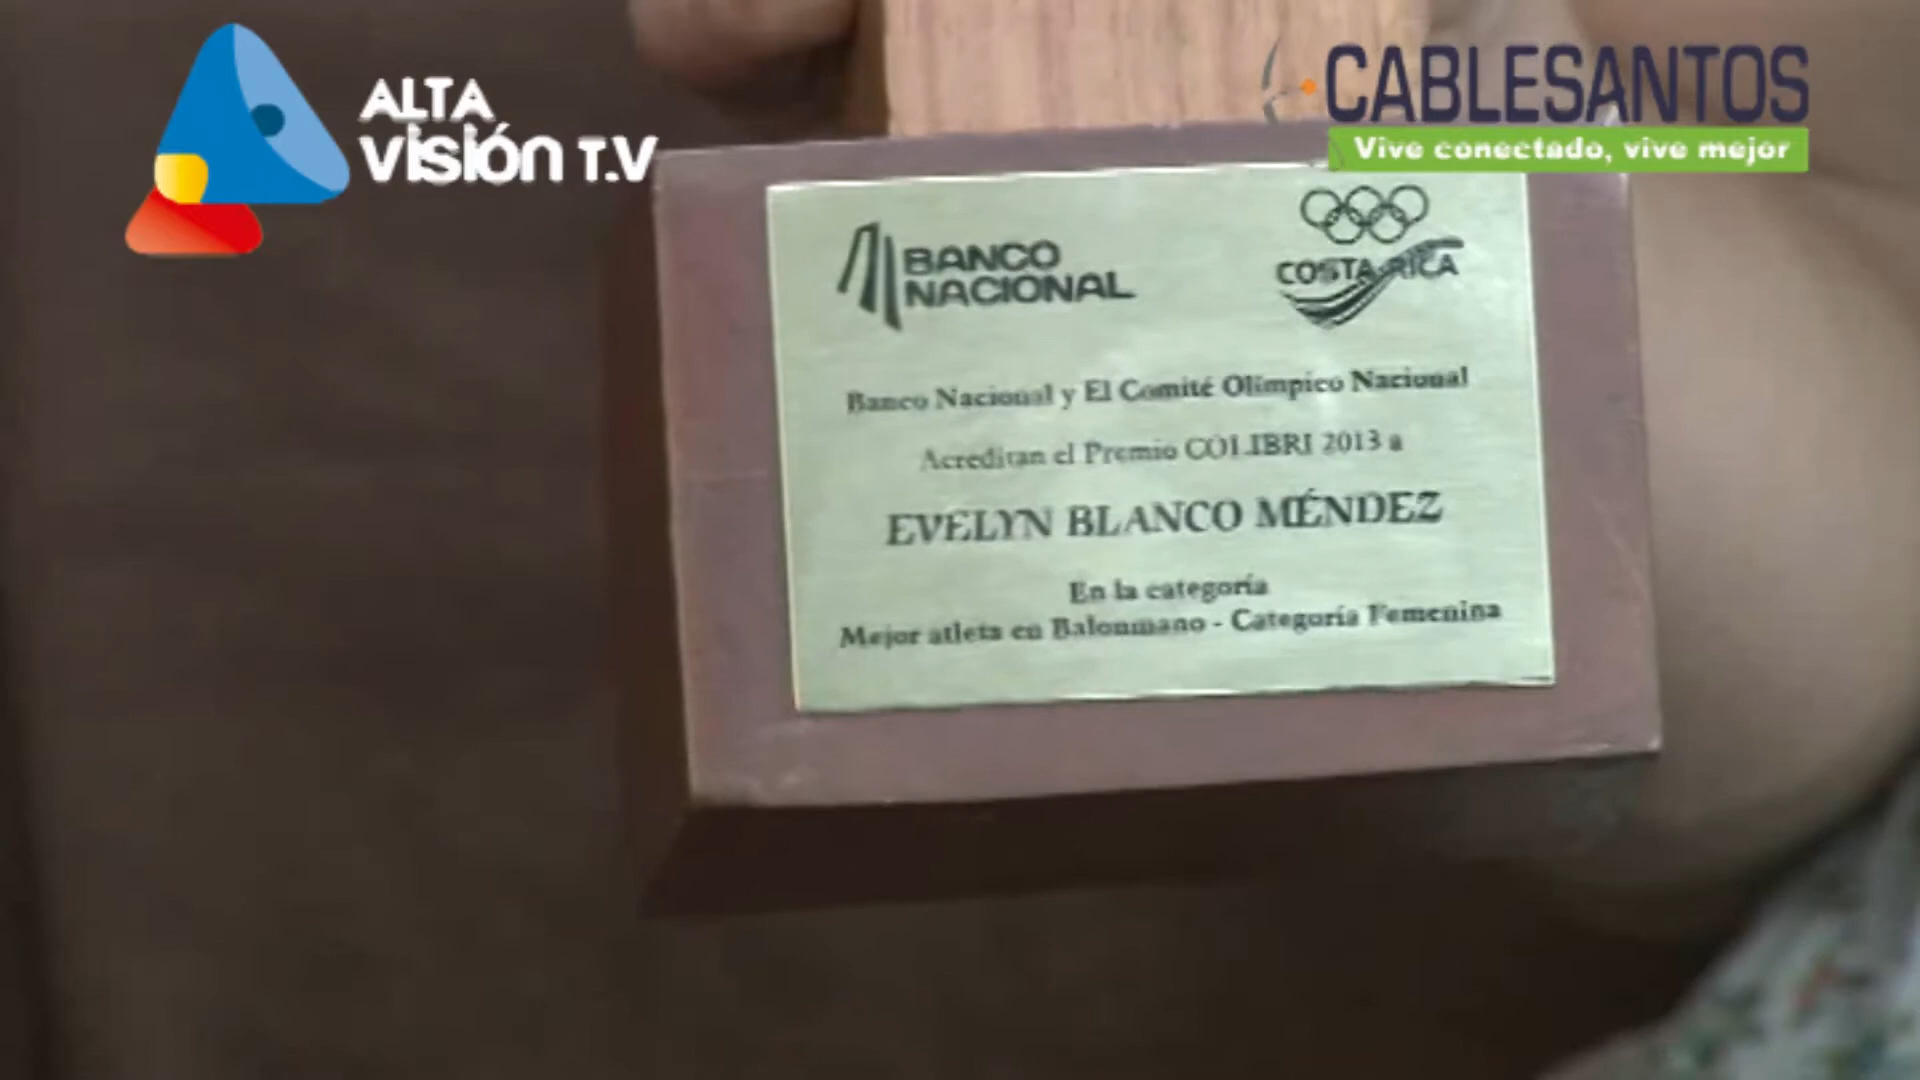 ALTA
visión T.V
CABLESANTOS
Vive conectado, vive mejor
BANCO
NACIONAL
COSTA RICA
Banco Nacional y El Comité Olímpico Nacional
Acreditan el Premio COLIBRI 2013 a
EVELYN BLANCO MÉNDEZ
En la categoría
Mejor atleta en Balonmano - Categoría Femenina